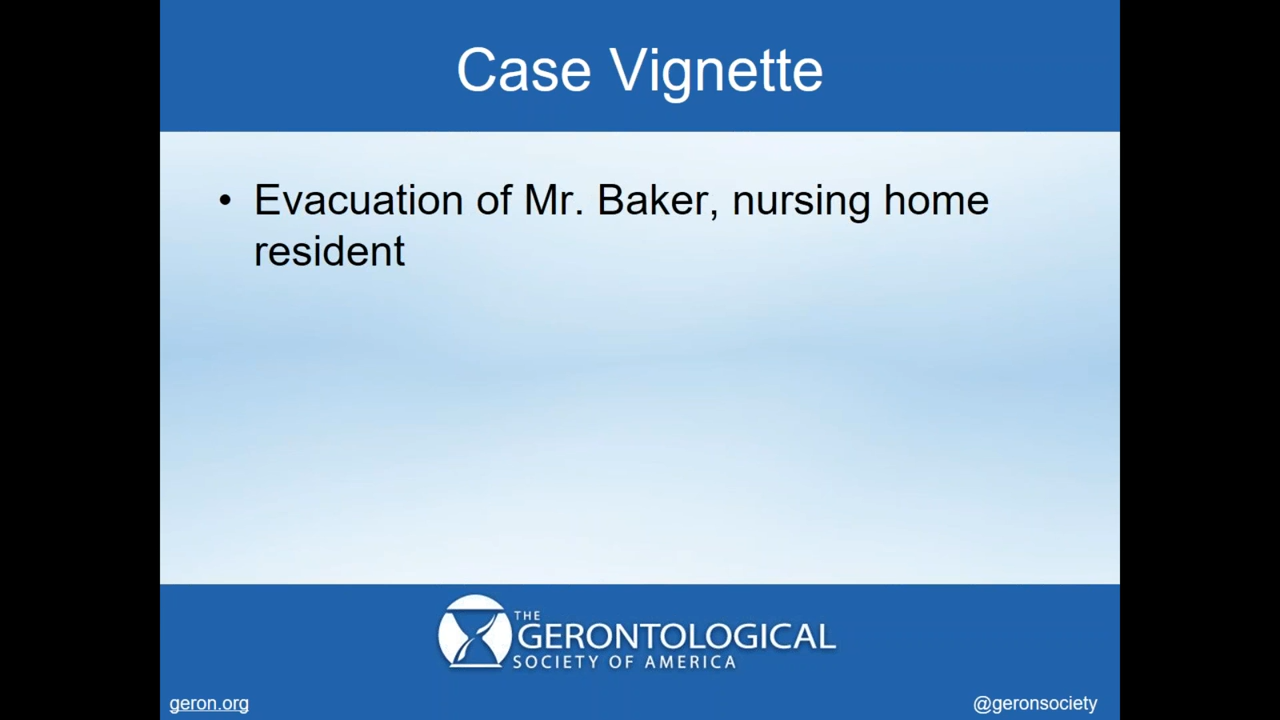 Case Vignette
• Evacuation of Mr. Baker, nursing home
resident
THE
GERONTOLOGICAL
SOCIETY OF AMERICA
geron.org
@geronsociety